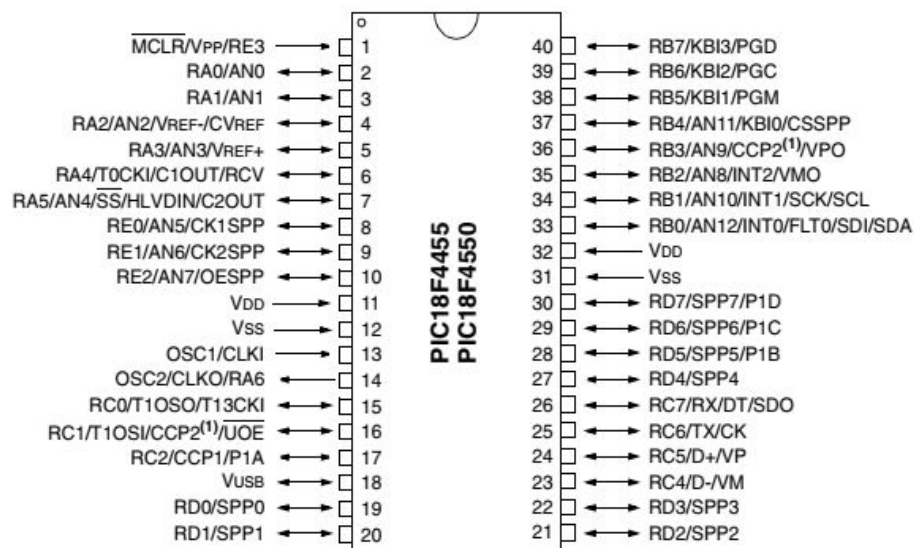 MCLR/VPP/RE3 1
RA0/AN0 2
RA1/AN1 3
RA2/AN2/VREF-/CVREF 4
RA3/AN3/VREF+ 5
RA4/T0CKI/C1OUT/RCV 6
RA5/AN4/SS/HLVDIN/C2OUT 7
RE0/AN5/CK1SPP 8
RE1/AN6/CK2SPP 9
RE2/AN7/OESPP 10
VDD 11
VSS 12
OSC1/CLKI 13
OSC2/CLKO/RA6 14
RC0/T1OSO/T13CKI 15
RC1/T1OSI/CCP2(1)/UOE 16
RC2/CCP1/P1A 17
VUSB 18
RD0/SPP0 19
RD1/SPP1 20
PIC18F4455
PIC18F4550
40 RB7/KBI3/PGD
39 RB6/KBI2/PGC
38 RB5/KBI1/PGM
37 RB4/AN11/KBI0/CSSPP
36 RB3/AN9/CCP2(1)/VPO
35 RB2/AN8/INT2/VMO
34 RB1/AN10/INT1/SCK/SCL
33 RB0/AN12/INT0/FLT0/SDI/SDA
32 VDD
31 VSS
30 RD7/SPP7/P1D
29 RD6/SPP6/P1C
28 RD5/SPP5/P1B
27 RD4/SPP4
26 RC7/RX/DT/SDO
25 RC6/TX/CK
24 RC5/D+/VP
23 RC4/D-/VM
22 RD3/SPP3
21 RD2/SPP2